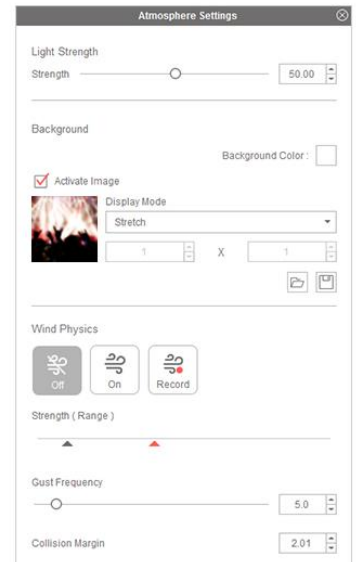 Atmosphere Settings
Light Strength
Strength 50.00
Background
Background Color :
Activate Image
Display Mode
Stretch
1 X 1
Wind Physics
Off On Record
Strength ( Range )
Gust Frequency
5.0
Collision Margin 2.01